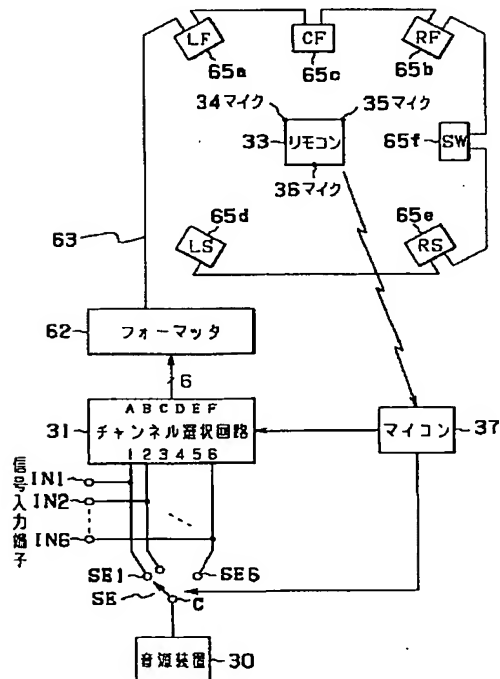 LF
CF
RF
65a
65c
65b
34マイク
35マイク
33
リモコン
65f
SW
36マイク
65d
65e
LS
RS
63
62
フォーマッタ
6
ABCDEF
31
チャンネル選択回路
マイコン
37
1 2 3 4 5 6
信号入力端子
IN1
IN2
IN6
SE1
SE6
SE
C
音源装置
30